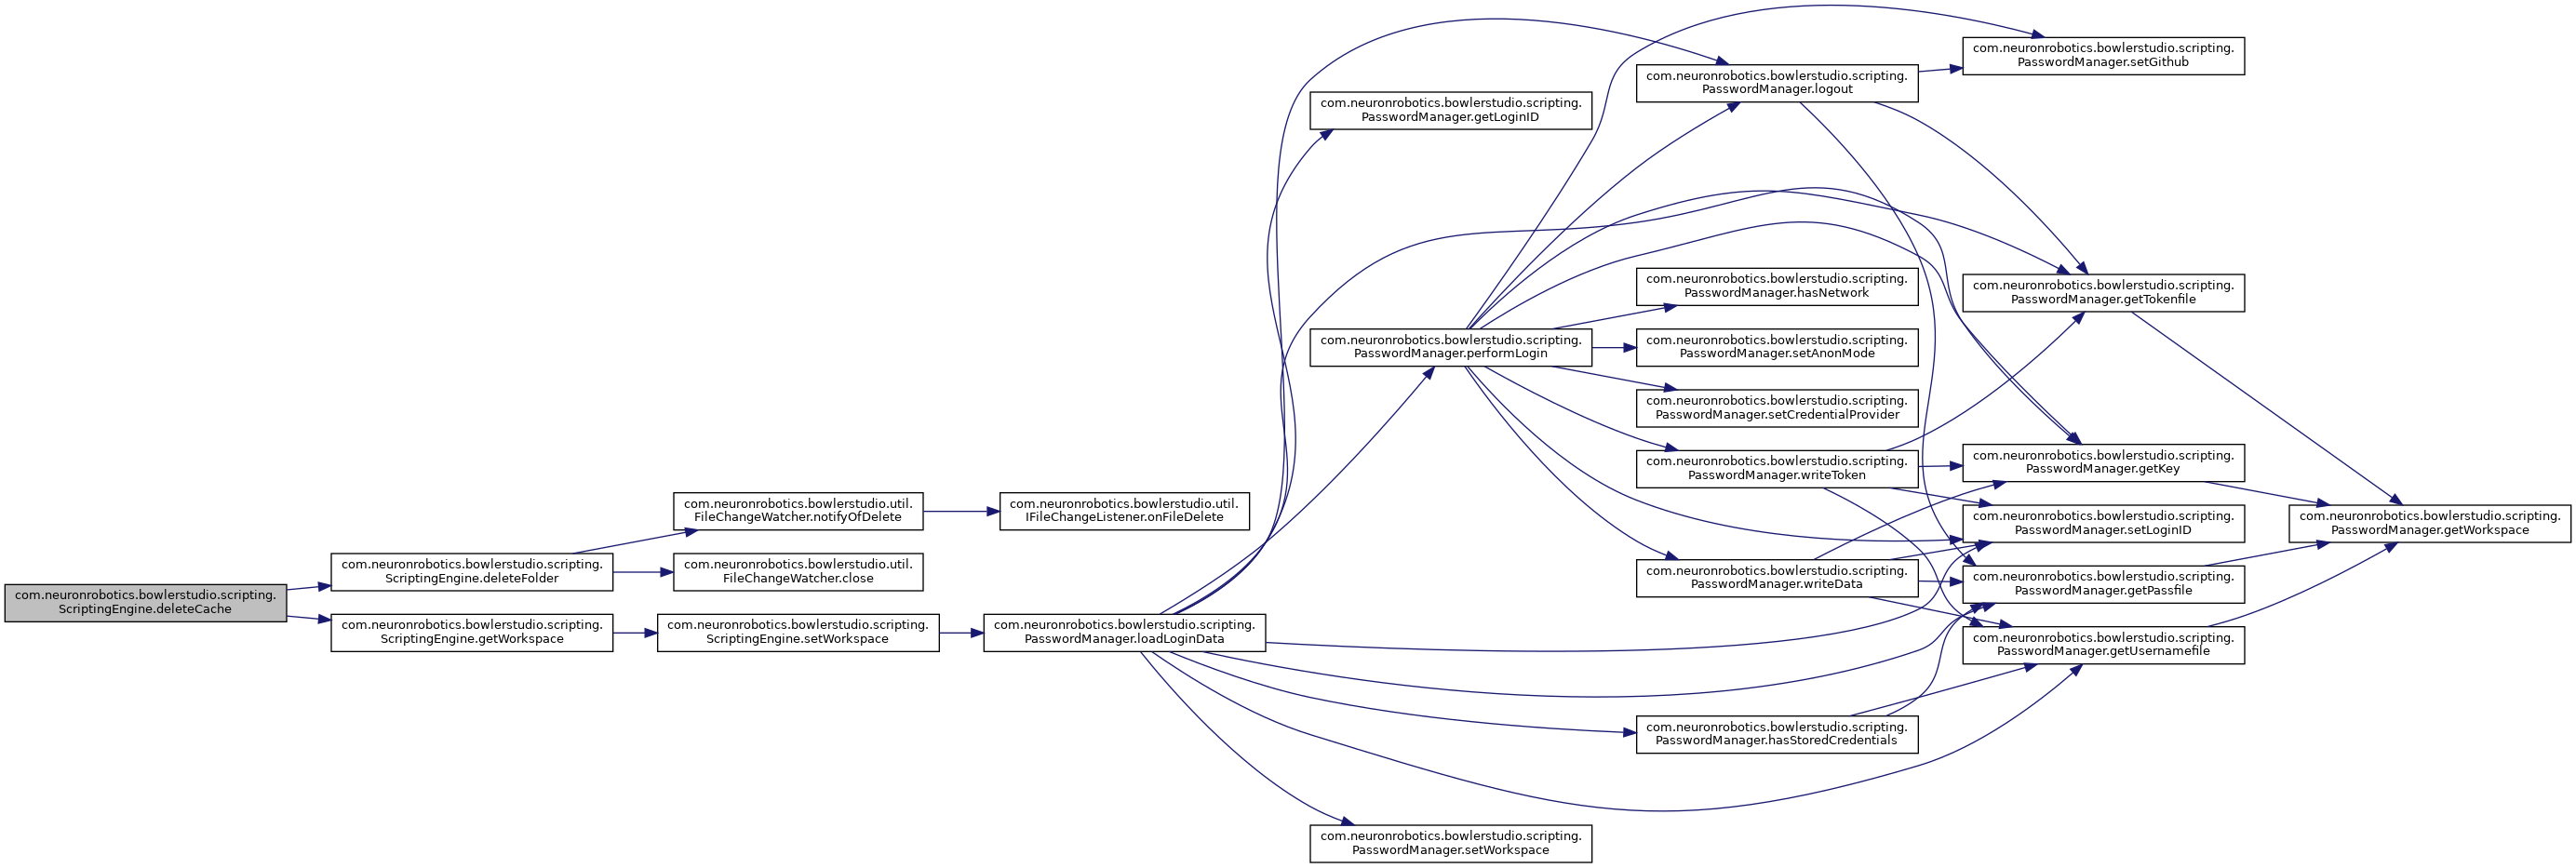 com.neuronrobotics.bowlerstudio.scripting.
ScriptingEngine.deleteCache
com.neuronrobotics.bowlerstudio.scripting.
ScriptingEngine.deleteFolder
com.neuronrobotics.bowlerstudio.scripting.
ScriptingEngine.getWorkspace
com.neuronrobotics.bowlerstudio.util.
FileChangeWatcher.notifyOfDelete
com.neuronrobotics.bowlerstudio.util.
FileChangeWatcher.close
com.neuronrobotics.bowlerstudio.scripting.
ScriptingEngine.setWorkspace
com.neuronrobotics.bowlerstudio.util.
IFileChangeListener.onFileDelete
com.neuronrobotics.bowlerstudio.scripting.
PasswordManager.loadLoginData
com.neuronrobotics.bowlerstudio.scripting.
PasswordManager.getLoginID
com.neuronrobotics.bowlerstudio.scripting.
PasswordManager.performLogin
com.neuronrobotics.bowlerstudio.scripting.
PasswordManager.setWorkspace
com.neuronrobotics.bowlerstudio.scripting.
PasswordManager.logout
com.neuronrobotics.bowlerstudio.scripting.
PasswordManager.hasNetwork
com.neuronrobotics.bowlerstudio.scripting.
PasswordManager.setAnonMode
com.neuronrobotics.bowlerstudio.scripting.
PasswordManager.setCredentialProvider
com.neuronrobotics.bowlerstudio.scripting.
PasswordManager.writeToken
com.neuronrobotics.bowlerstudio.scripting.
PasswordManager.writeData
com.neuronrobotics.bowlerstudio.scripting.
PasswordManager.hasStoredCredentials
com.neuronrobotics.bowlerstudio.scripting.
PasswordManager.setGithub
com.neuronrobotics.bowlerstudio.scripting.
PasswordManager.getTokenfile
com.neuronrobotics.bowlerstudio.scripting.
PasswordManager.getKey
com.neuronrobotics.bowlerstudio.scripting.
PasswordManager.setLoginID
com.neuronrobotics.bowlerstudio.scripting.
PasswordManager.getPassfile
com.neuronrobotics.bowlerstudio.scripting.
PasswordManager.getUsernamefile
com.neuronrobotics.bowlerstudio.scripting.
PasswordManager.getWorkspace